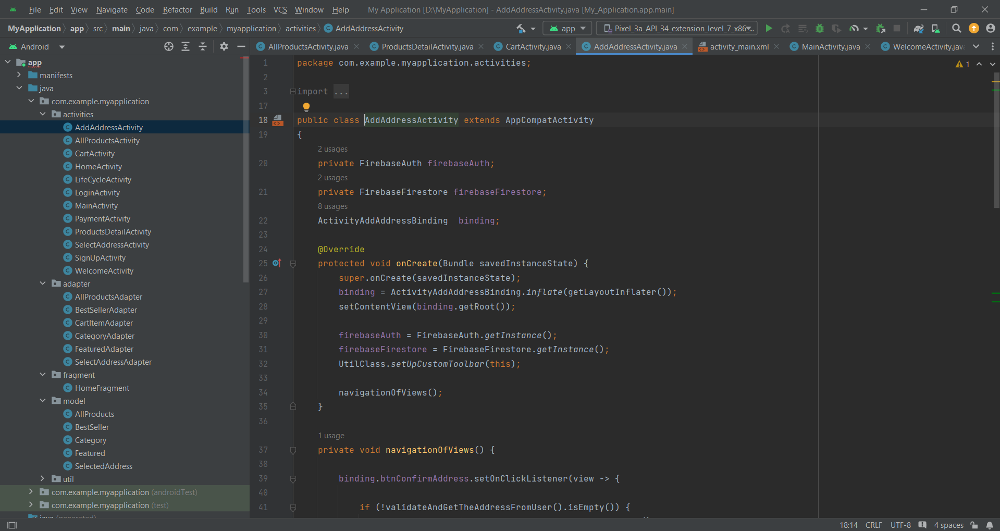 File Edit View Navigate Code Refactor Build Run Tools VCS Window Help My Application [D:\MyApplication] - AddAddressActivity.java [My_Application.app.main]
MyApplication app src main java com example myapplication activities AddAddressActivity app Pixel_3a_API_34_extension_level_7_x86...
Android AllProductsActivity.java ProductsDetailActivity.java CartActivity.java AddAddressActivity.java activity_main.xml MainActivity.java WelcomeActivity.java
app
manifests
java
com.example.myapplication
activities
AddAddressActivity
AllProductsActivity
CartActivity
HomeActivity
LifeCycleActivity
LoginActivity
MainActivity
PaymentActivity
ProductsDetailActivity
SelectAddressActivity
SignUpActivity
WelcomeActivity
adapter
AllProductsAdapter
BestSellerAdapter
CartItemAdapter
CategoryAdapter
FeaturedAdapter
SelectAddressAdapter
fragment
HomeFragment
model
AllProducts
BestSeller
Category
Featured
SelectedAddress
util
com.example.myapplication (androidTest)
com.example.myapplication (test)
java (generated)
1 package com.example.myapplication.activities; 1
2
3 import ...
17
18 public class AddAddressActivity extends AppCompatActivity
19 {
2 usages
20 private FirebaseAuth firebaseAuth;
2 usages
21 private FirebaseFirestore firebaseFirestore;
8 usages
22 ActivityAddAddressBinding  binding;
23
24 @Override
25 protected void onCreate(Bundle savedInstanceState) {
26 super.onCreate(savedInstanceState);
27 binding = ActivityAddAddressBinding.inflate(getLayoutInflater());
28 setContentView(binding.getRoot());
29
30 firebaseAuth = FirebaseAuth.getInstance();
31 firebaseFirestore = FirebaseFirestore.getInstance();
32 UtilClass.setUpCustomToolbar(this);
33
34 navigationOfViews();
35 }
36
1 usage
37 private void navigationOfViews() {
38
39 binding.btnConfirmAddress.setOnClickListener(view -> {
40
41 if (!validateAndGetTheAddressFromUser().isEmpty()) {
18:14 CRLF UTF-8 4 spaces